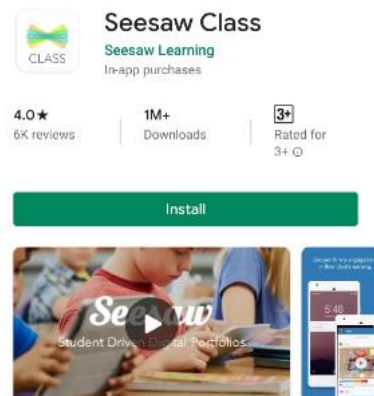 Seesaw Class
CLASS
Seesaw Learning
In-app purchases
4.0★
6K reviews
1M+
Downloads
3+
Rated for
3+
Install
Seesaw
Student Driven Digital Portfolios
5:48